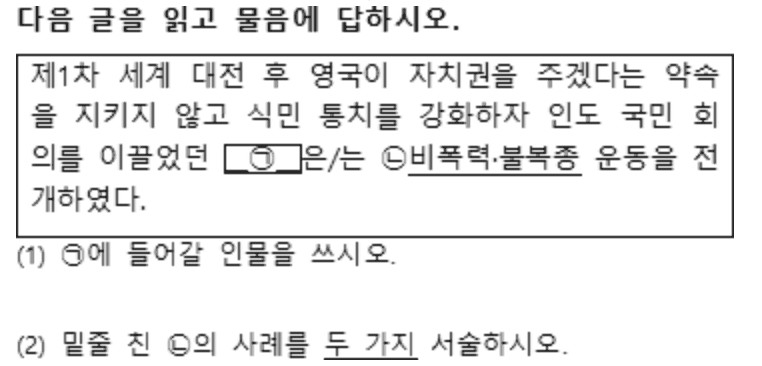 다음 글을 읽고 물음에 답하시오.
제1차 세계 대전 후 영국이 자치권을 주겠다는 약속
을 지키지 않고 식민 통치를 강화하자 인도 국민 회
의를 이끌었던 ㉠은/는 ㉡비폭력·불복종 운동을 전
개하였다.
(1) ㉠에 들어갈 인물을 쓰시오.
(2) 밑줄 친 ㉡의 사례를 두 가지 서술하시오.